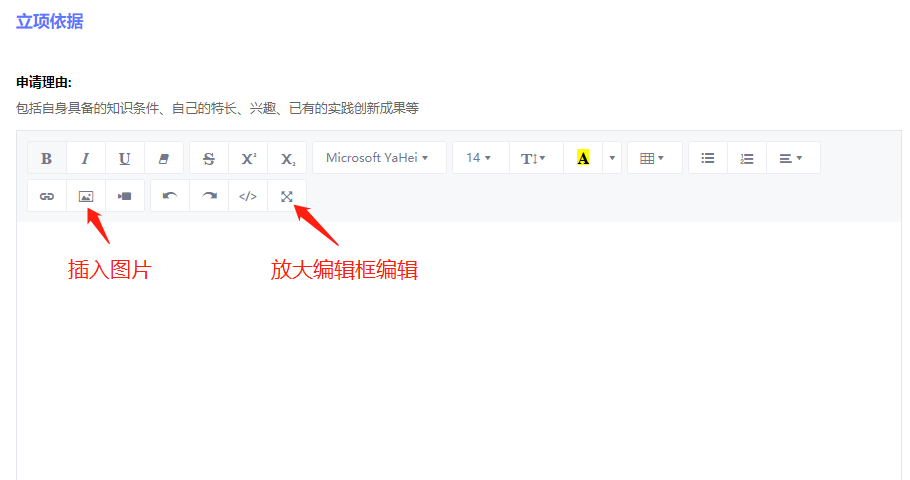 立项依据
申请理由:
包括自身具备的知识条件、自己的特长、兴趣、已有的实践创新成果等
B I U S X² X₂ Microsoft YaHei 14 T A
</>
插入图片 放大编辑框编辑